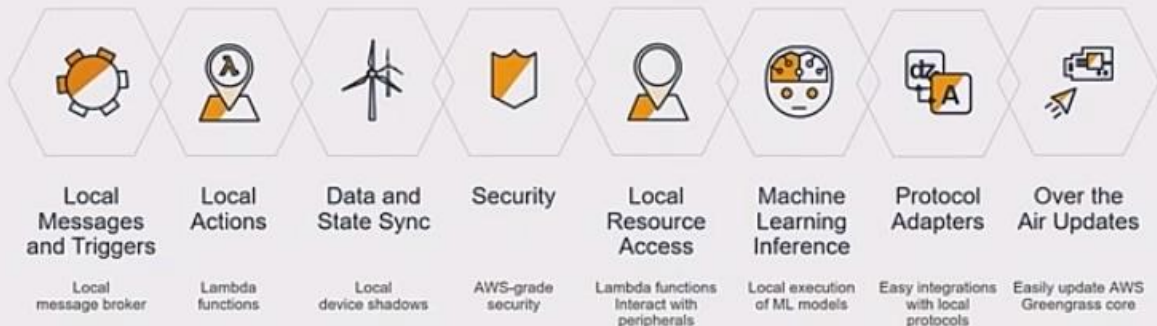 λ
dz
A
Local
Messages
and Triggers
Local
Actions
Data and
State Sync
Security
Local
Resource
Access
Machine
Learning
Inference
Protocol
Adapters
Over the
Air Updates
Local
message broker
Lambda
functions
Local
device shadows
AWS-grade
security
Lambda functions
Interact with
peripherals
Local execution
of ML models
Easy integrations
with local
protocols
Easily update AWS
Greengrass core